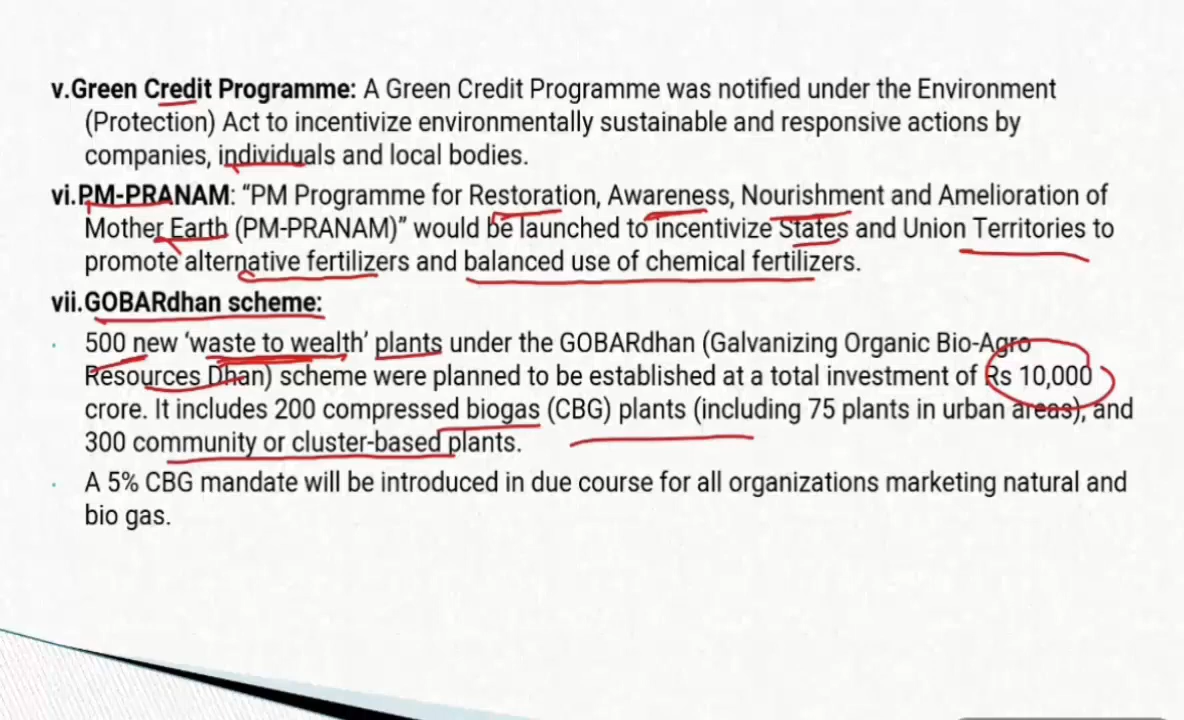 v.Green Credit Programme: A Green Credit Programme was notified under the Environment
(Protection) Act to incentivize environmentally sustainable and responsive actions by
companies, individuals and local bodies.
vi.PM-PRANAM: “PM Programme for Restoration, Awareness, Nourishment and Amelioration of
Mother Earth (PM-PRANAM)” would be launched to incentivize States and Union Territories to
promote alternative fertilizers and balanced use of chemical fertilizers.
vii.GOBARdhan scheme:
· 500 new ‘waste to wealth’ plants under the GOBARdhan (Galvanizing Organic Bio-Agro
Resources Dhan) scheme were planned to be established at a total investment of Rs 10,000
crore. It includes 200 compressed biogas (CBG) plants (including 75 plants in urban areas), and
300 community or cluster-based plants.
· A 5% CBG mandate will be introduced in due course for all organizations marketing natural and
bio gas.